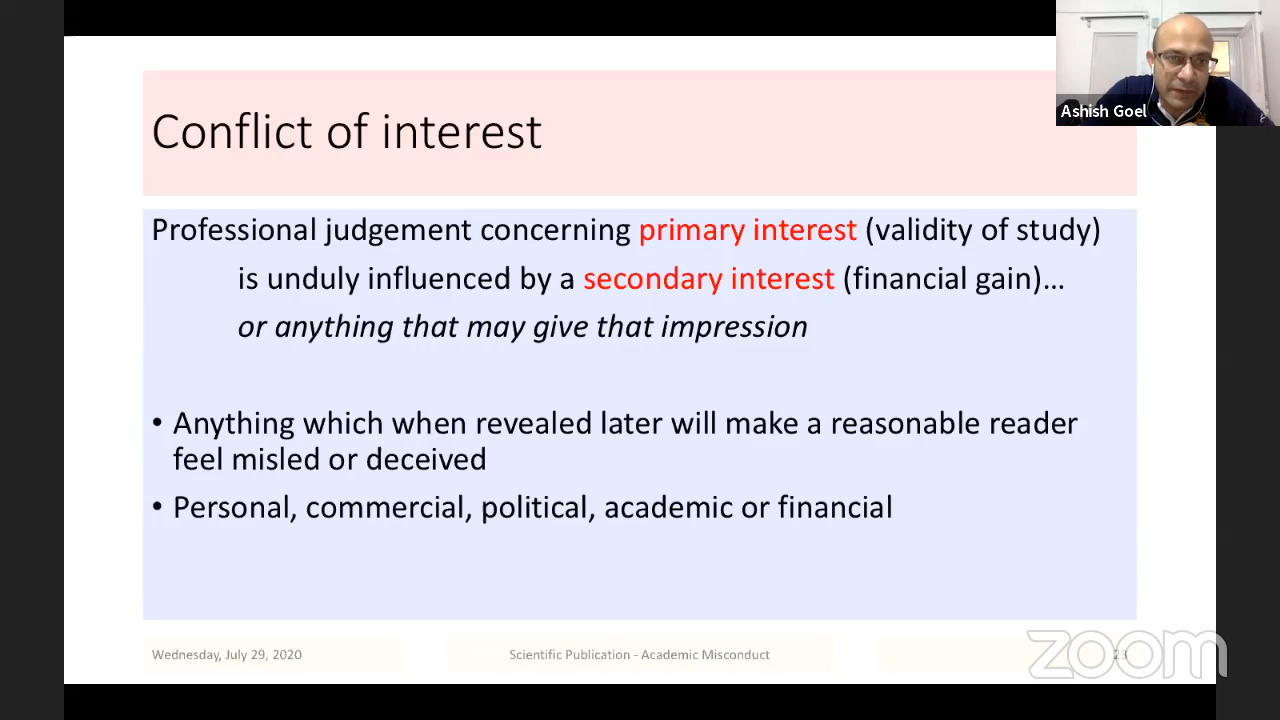 Conflict of interest
Ashish Goel
Professional judgement concerning primary interest (validity of study)
is unduly influenced by a secondary interest (financial gain)…
or anything that may give that impression
• Anything which when revealed later will make a reasonable reader
feel misled or deceived
• Personal, commercial, political, academic or financial
Wednesday, July 29, 2020
Scientific Publication - Academic Misconduct
23
zoom